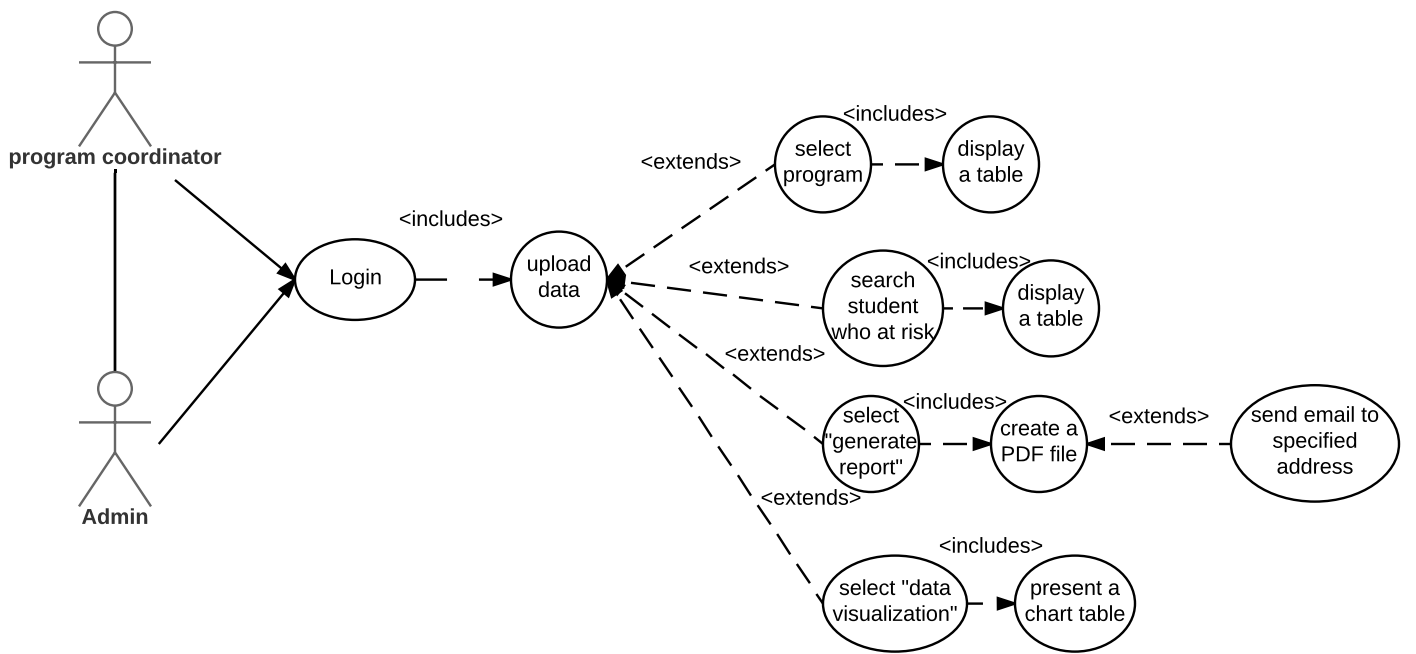 program coordinator
Admin
Login
<includes>
upload
data
<extends>
select
program
<includes>
display
a table
<extends>
search
student
who at risk
<includes>
display
a table
<extends>
select
"generate
report"
<includes>
create a
PDF file
<extends>
send email to
specified
address
<extends>
select "data
visualization"
<includes>
present a
chart table